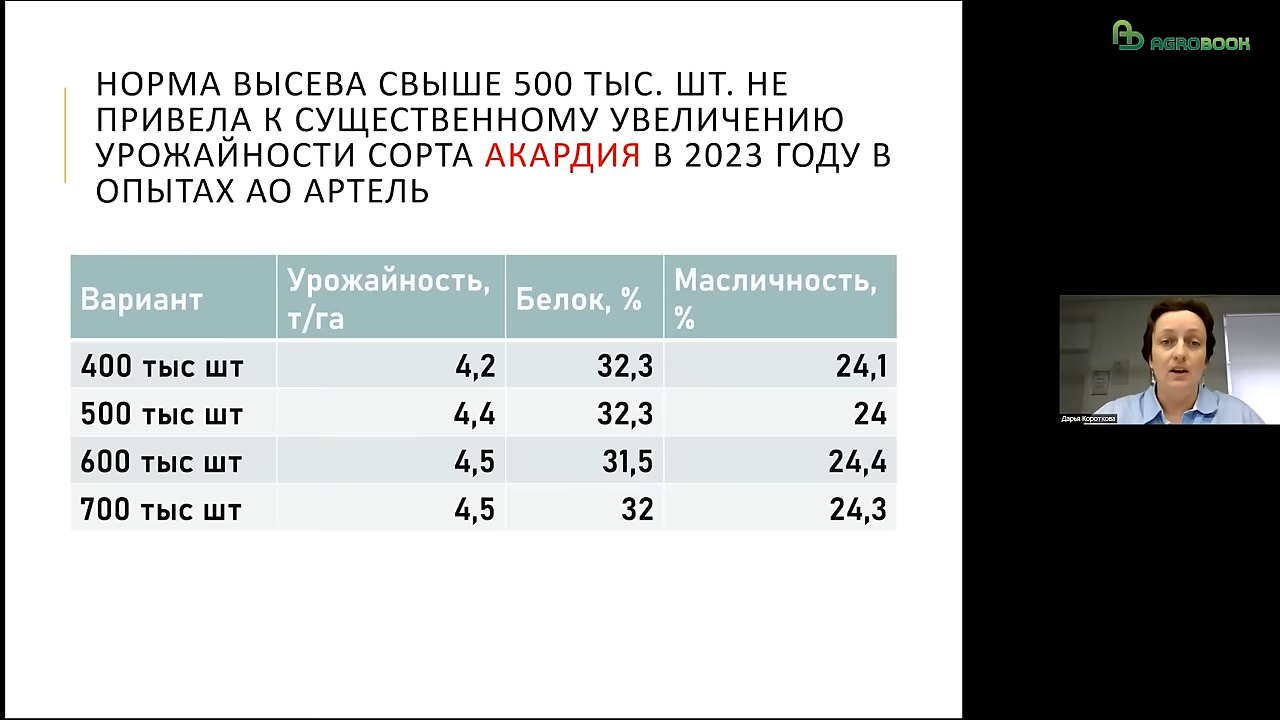 НОРМА ВЫСЕВА СВЫШЕ 500 ТЫС. ШТ. НЕ
ПРИВЕЛА К СУЩЕСТВЕННОМУ УВЕЛИЧЕНИЮ
УРОЖАЙНОСТИ СОРТА АКАРДИЯ В 2023 ГОДУ В
ОПЫТАХ АО АРТЕЛЬ
Вариант Урожайность, т/га Белок, % Масличность, %
400 тыс шт 4,2 32,3 24,1
500 тыс шт 4,4 32,3 24
600 тыс шт 4,5 31,5 24,4
700 тыс шт 4,5 32 24,3
AGROBOOK
Дарья Короткова